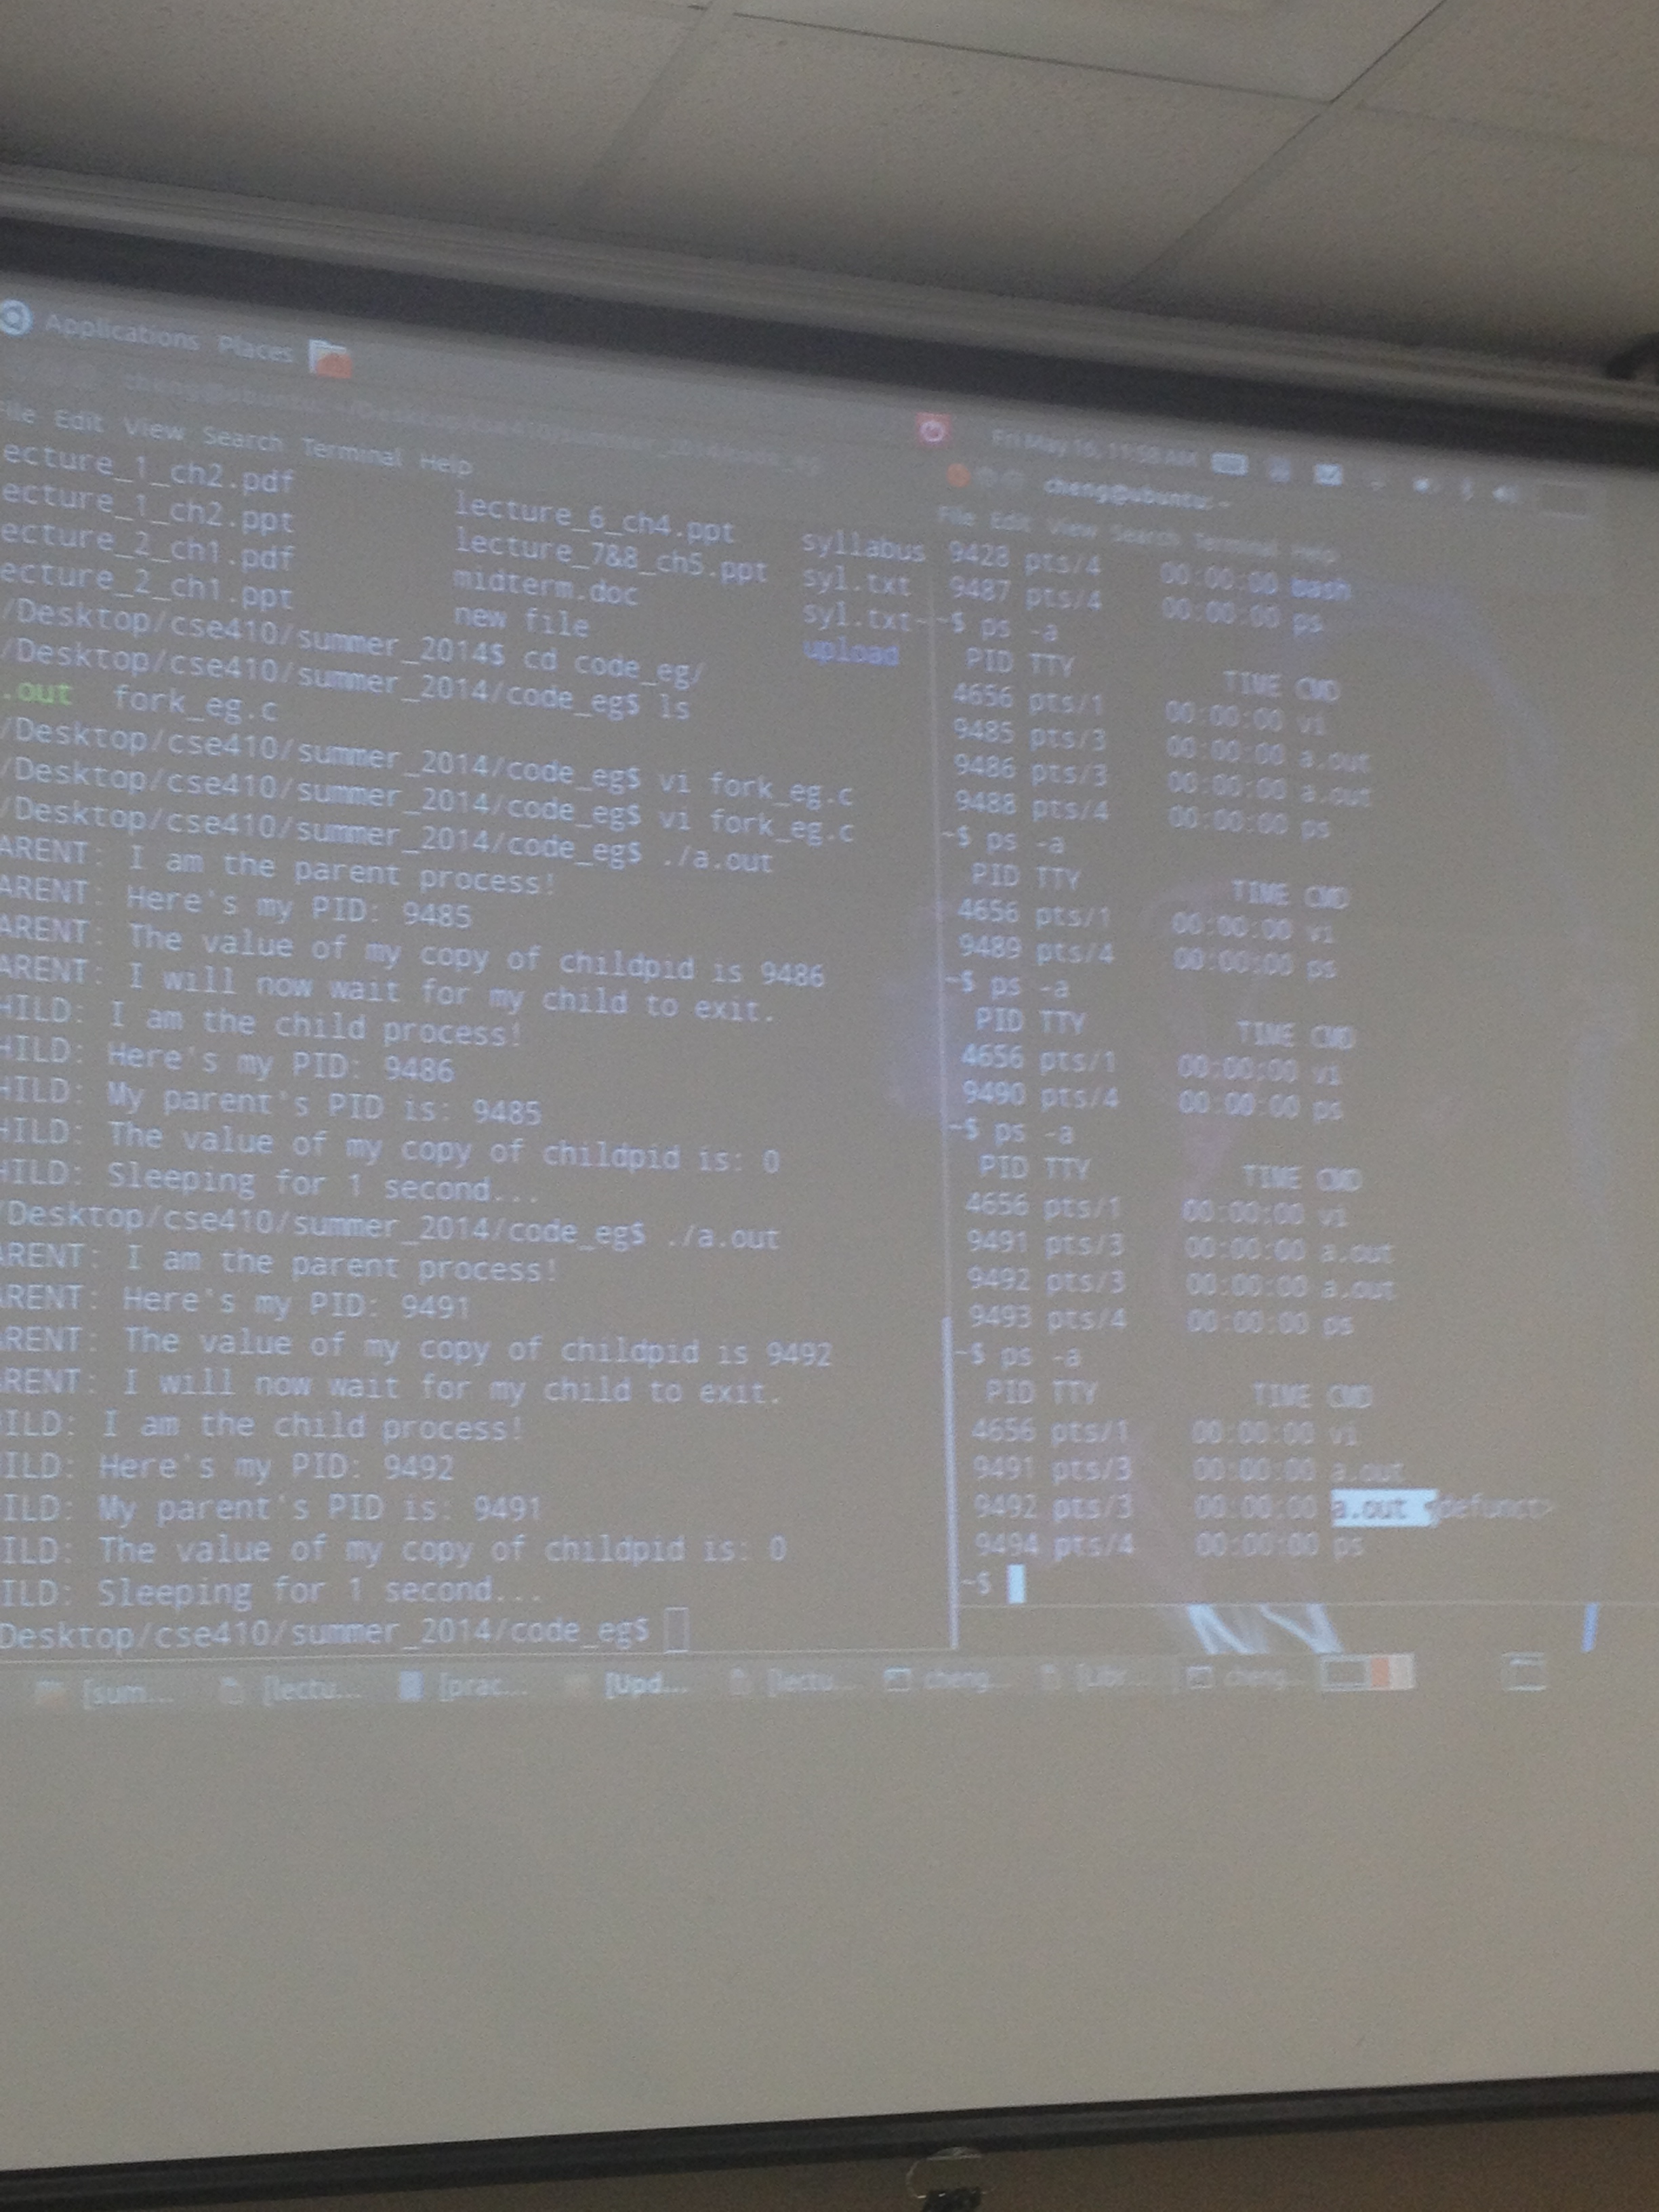 Applications Places
Fri May 16, 11:58 AM
File Edit View Search Terminal Help
ecture_1_ch2.pdf lecture_6_ch4.ppt syllabus
ecture_1_ch2.ppt lecture_7&8_ch5.ppt syl.txt
ecture_2_ch1.pdf midterm.doc syl.txt~
ecture_2_ch1.ppt new file upload
/Desktop/cse410/summer_2014$ cd code_eg/
/Desktop/cse410/summer_2014/code_eg$ ls
.out fork_eg.c
/Desktop/cse410/summer_2014/code_eg$ vi fork_eg.c
/Desktop/cse410/summer_2014/code_eg$ vi fork_eg.c
/Desktop/cse410/summer_2014/code_eg$ ./a.out
ARENT: I am the parent process!
ARENT: Here's my PID: 9485
ARENT: The value of my copy of childpid is 9486
ARENT: I will now wait for my child to exit.
HILD: I am the child process!
HILD: Here's my PID: 9486
HILD: My parent's PID is: 9485
HILD: The value of my copy of childpid is: 0
HILD: Sleeping for 1 second...
/Desktop/cse410/summer_2014/code_eg$ ./a.out
ARENT: I am the parent process!
ARENT: Here's my PID: 9491
ARENT: The value of my copy of childpid is 9492
ARENT: I will now wait for my child to exit.
ILD: I am the child process!
ILD: Here's my PID: 9492
ILD: My parent's PID is: 9491
ILD: The value of my copy of childpid is: 0
ILD: Sleeping for 1 second...
Desktop/cse410/summer_2014/code_eg$
cheng@ubuntu: ~
File Edit View Search Terminal Help
9428 pts/4 00:00:00 bash
9487 pts/4 00:00:00 ps
~$ ps -a
PID TTY TIME CMD
4656 pts/1 00:00:00 vi
9485 pts/3 00:00:00 a.out
9486 pts/3 00:00:00 a.out
9488 pts/4 00:00:00 ps
~$ ps -a
PID TTY TIME CMD
4656 pts/1 00:00:00 vi
9489 pts/4 00:00:00 ps
~$ ps -a
PID TTY TIME CMD
4656 pts/1 00:00:00 vi
9490 pts/4 00:00:00 ps
~$ ps -a
PID TTY TIME CMD
4656 pts/1 00:00:00 vi
9491 pts/3 00:00:00 a.out
9492 pts/3 00:00:00 a.out
9493 pts/4 00:00:00 ps
~$ ps -a
PID TTY TIME CMD
4656 pts/1 00:00:00 vi
9491 pts/3 00:00:00 a.out
9492 pts/3 00:00:00 a.out <defunct>
9494 pts/4 00:00:00 ps
~$
[sum... [lectu... [prac... [Upd... [lectu... cheng... [Libr... cheng...